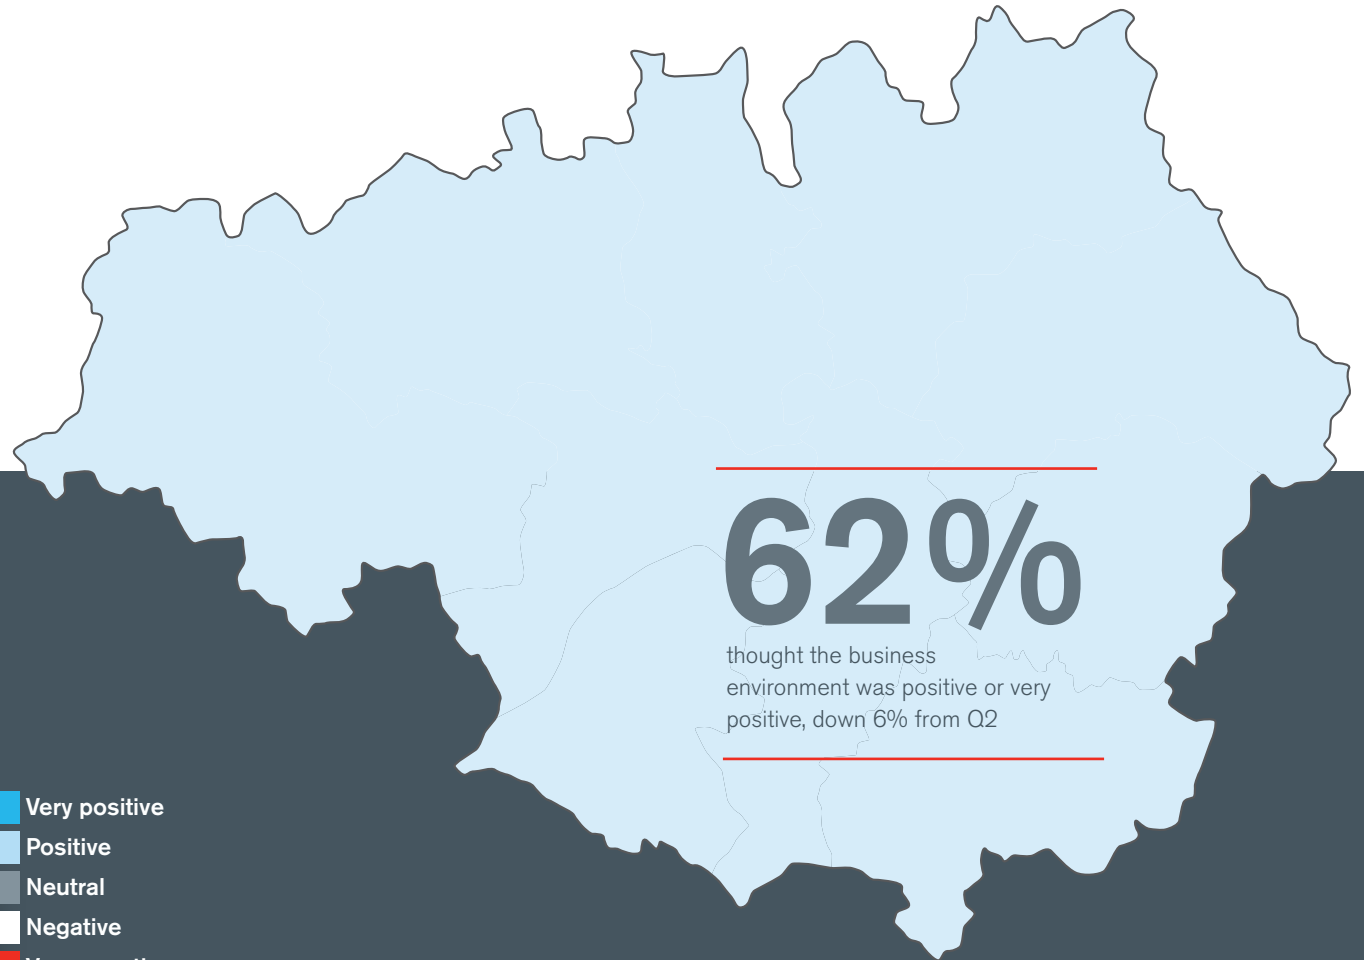 62%
thought the business
environment was positive or very
positive, down 6% from Q2
Very positive
Positive
Neutral
Negative